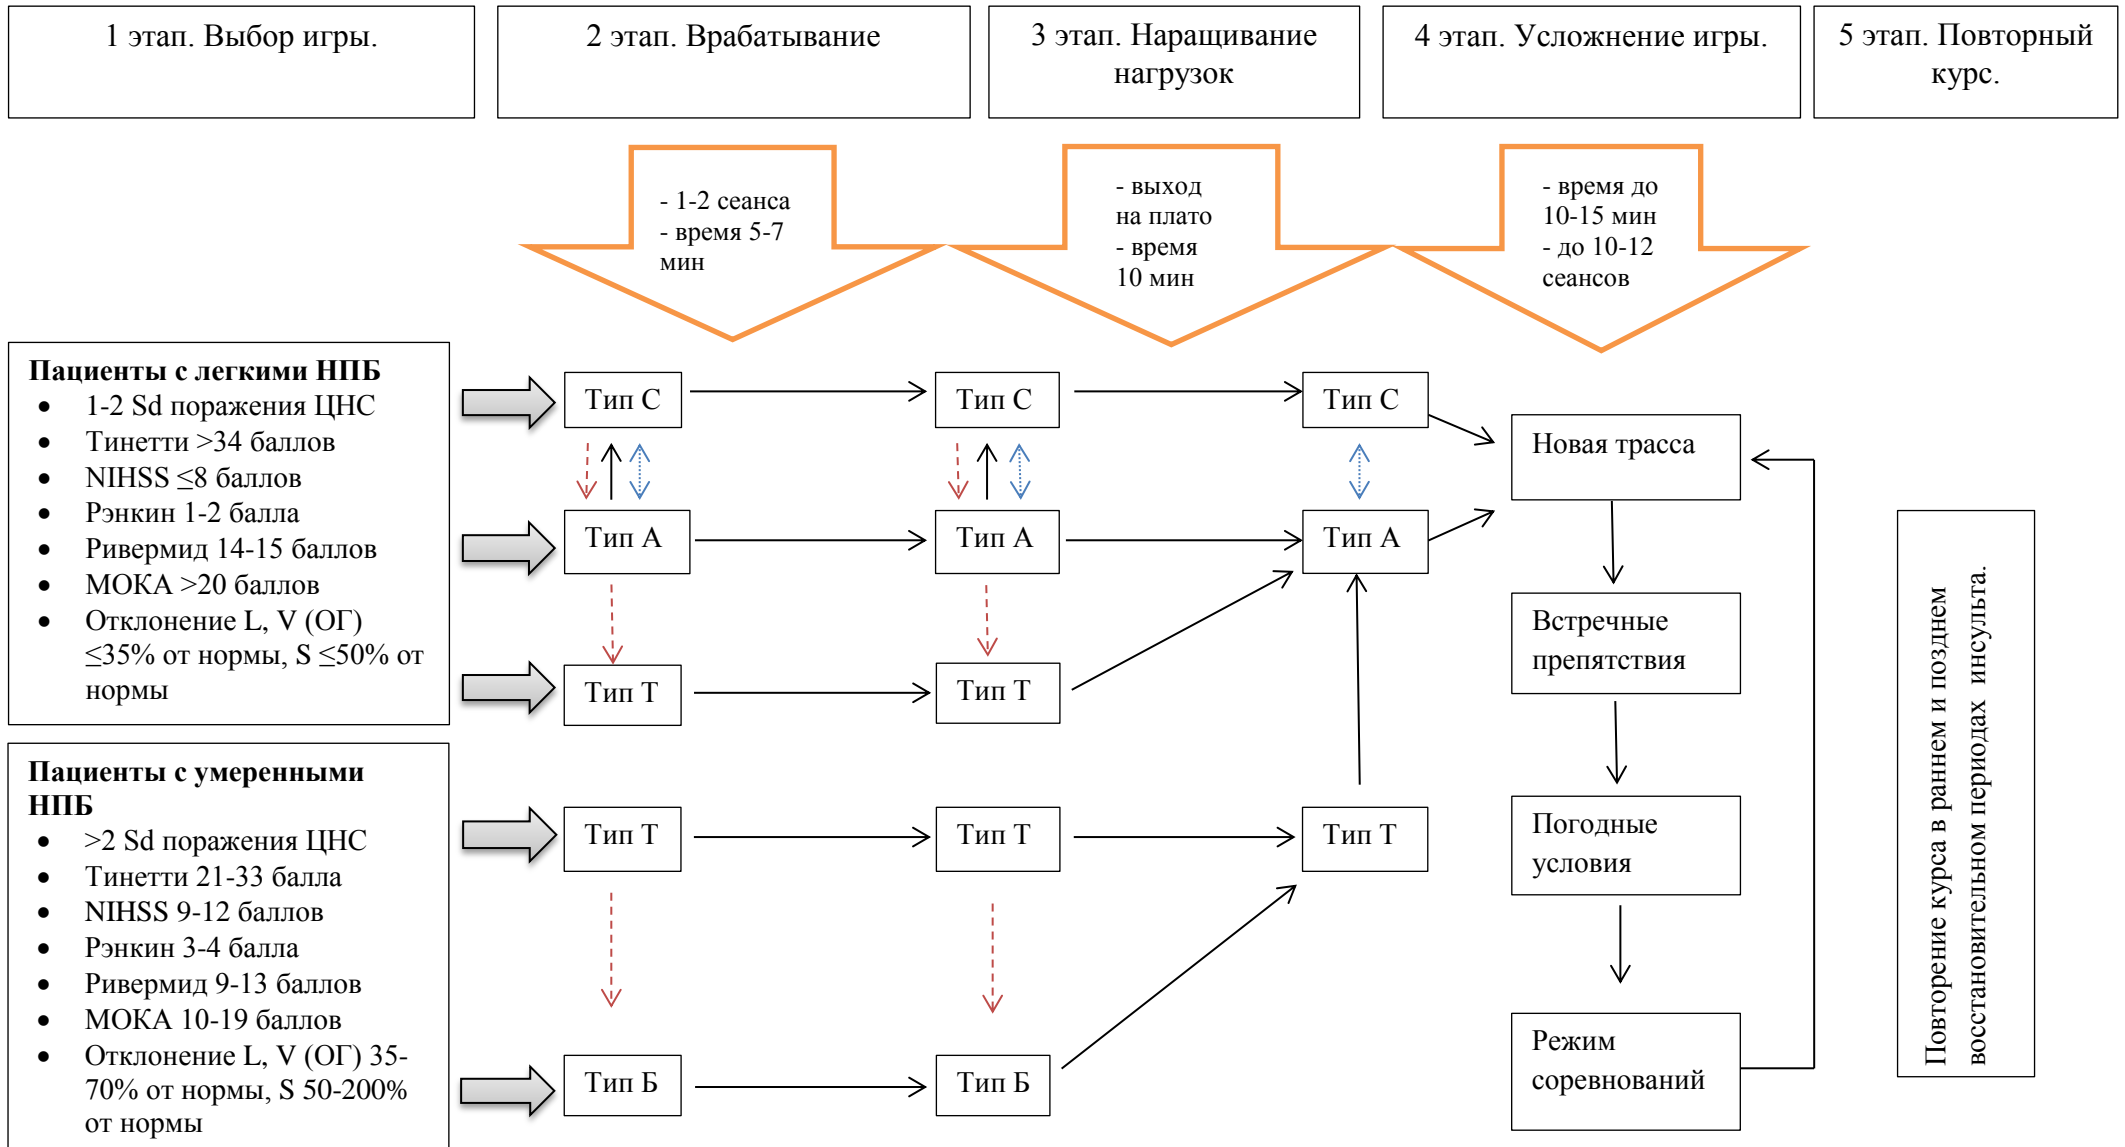 1 этап. Выбор игры.
2 этап. Врабатывание
3 этап. Наращивание
нагрузок
4 этап. Усложнение игры.
5 этап. Повторный
курс.
- 1-2 сеанса
- время 5-7
мин
- выход
на плато
- время
10 мин
- время до
10-15 мин
- до 10-12
сеансов
Пациенты с легкими НПБ
• 1-2 Sd поражения ЦНС
• Тинетти >34 баллов
• NIHSS ≤8 баллов
• Рэнкин 1-2 балла
• Ривермид 14-15 баллов
• МОКА >20 баллов
• Отклонение L, V (ОГ)
≤35% от нормы, S ≤50% от
нормы
Тип С
Тип С
Тип С
Тип А
Тип А
Тип А
Тип Т
Тип Т
Пациенты с умеренными
НПБ
• >2 Sd поражения ЦНС
• Тинетти 21-33 балла
• NIHSS 9-12 баллов
• Рэнкин 3-4 балла
• Ривермид 9-13 баллов
• МОКА 10-19 баллов
• Отклонение L, V (ОГ) 35-
70% от нормы, S 50-200%
от нормы
Тип Т
Тип Т
Тип Т
Тип Б
Тип Б
Новая трасса
Встречные
препятствия
Погодные
условия
Режим
соревнований
Повторение курса в раннем и позднем
восстановительном периодах инсульта.